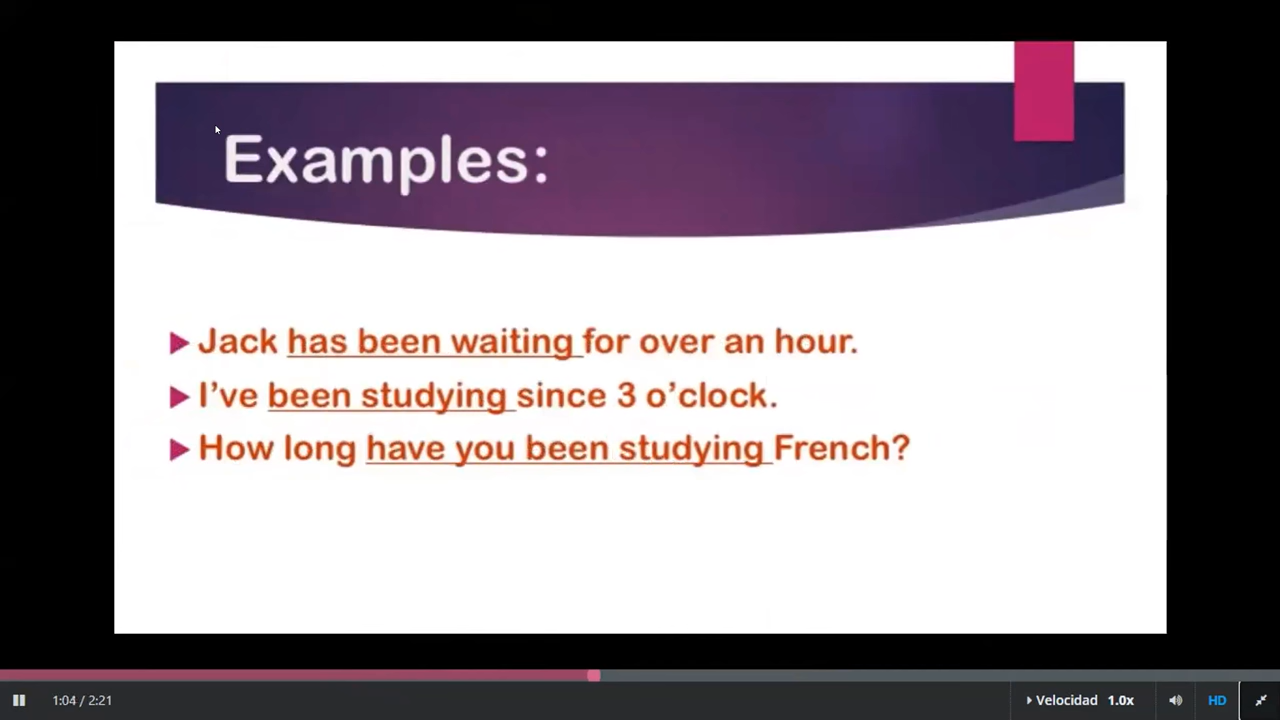 Examples:
Jack has been waiting for over an hour.
I've been studying since 3 o'clock.
How long have you been studying French?
1:04 / 2:21
Velocidad 1.0x
HD